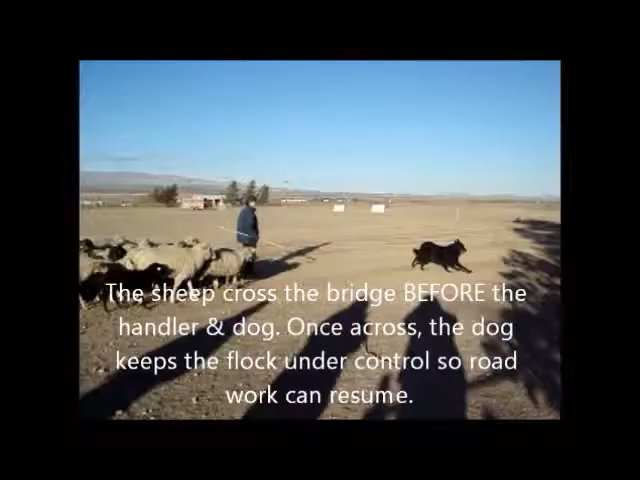 The sheep cross the bridge BEFORE the
handler & dog. Once across, the dog
keeps the flock under control so road
work can resume.